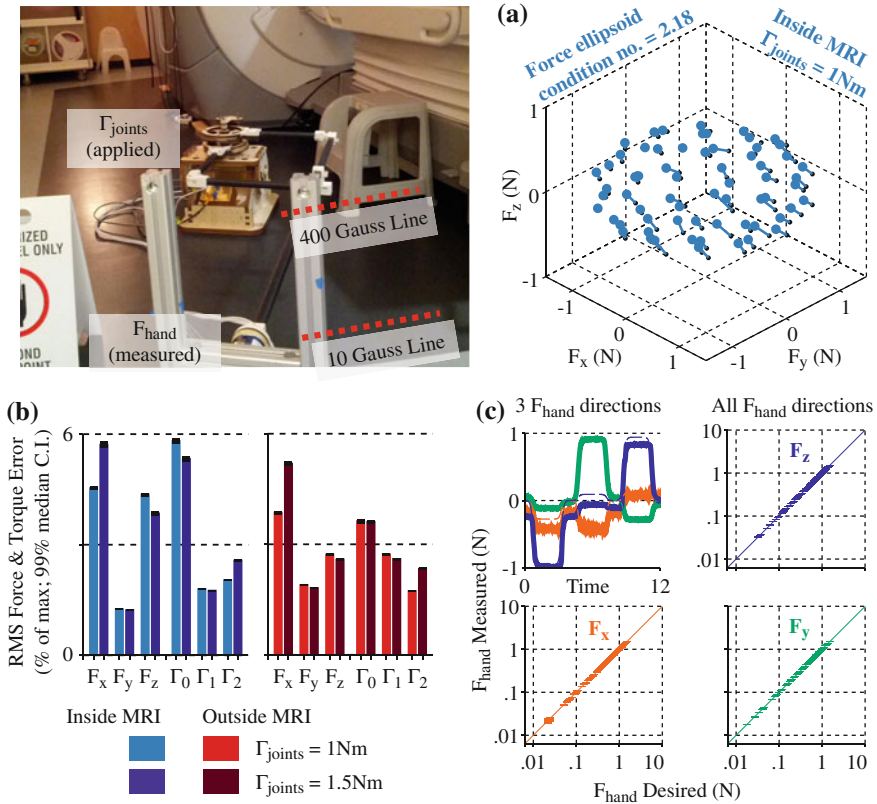 Γjoints
(applied)
400 Gauss Line
IZED
EL ONLY
Fhand
(measured)
10 Gauss Line
OND
POINT
(a)
Force ellipsoid
condition no. = 2.18
Inside MRI
Γjoints = 1Nm
1
0
-1
Fz (N)
-1
0
1
Fx (N)
-1
0
1
Fy (N)
(b)
RMS Force & Torque Error
(% of max; 99% median C.I.)
6
0
Fx Fy Fz Γ0 Γ1 Γ2
Fx Fy Fz Γ0 Γ1 Γ2
Inside MRI Outside MRI
Γjoints = 1Nm
Γjoints = 1.5Nm
(c)
3 Fhand directions
All Fhand directions
1
0
-1
0 Time 12
10
1
.1
.01
Fz
Fhand Measured (N)
10
1
.1
.01
Fx
.01 .1 1 10
Fy
.01 .1 1 10
Fhand Desired (N)